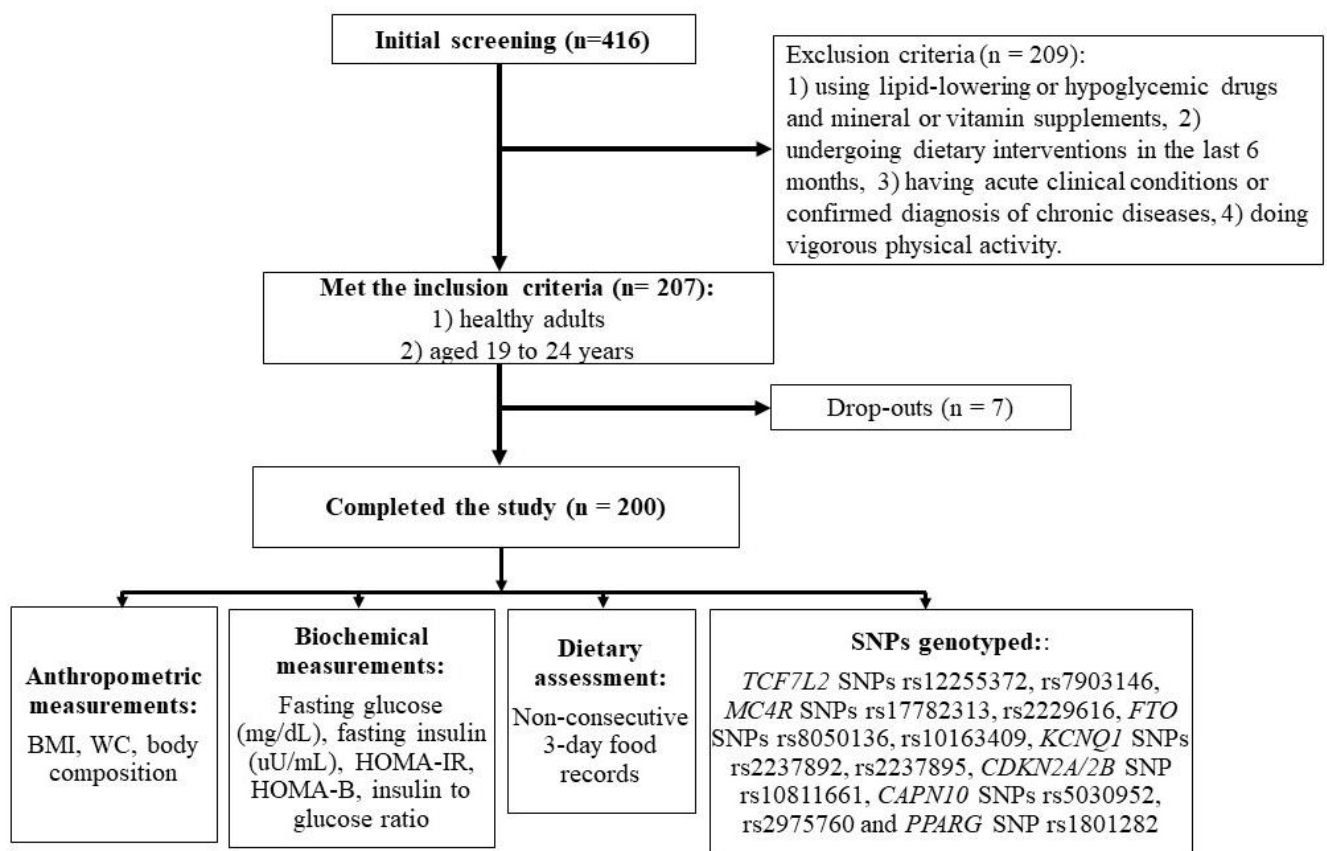 Initial screening (n=416)
Exclusion criteria (n = 209):
1) using lipid-lowering or hypoglycemic drugs
and mineral or vitamin supplements, 2)
undergoing dietary interventions in the last 6
months, 3) having acute clinical conditions or
confirmed diagnosis of chronic diseases, 4) doing
vigorous physical activity.
Met the inclusion criteria (n= 207):
1) healthy adults
2) aged 19 to 24 years
Drop-outs (n = 7)
Completed the study (n = 200)
Anthropometric
measurements:
BMI, WC, body
composition
Biochemical
measurements:
Fasting glucose
(mg/dL), fasting insulin
(uU/mL), HOMA-IR,
HOMA-B, insulin to
glucose ratio
Dietary
assessment:
Non-consecutive
3-day food
records
SNPs genotyped::
TCF7L2 SNPs rs12255372, rs7903146,
MC4R SNPs rs17782313, rs2229616, FTO
SNPs rs8050136, rs10163409, KCNQ1 SNPs
rs2237892, rs2237895, CDKN2A/2B SNP
rs10811661, CAPN10 SNPs rs5030952,
rs2975760 and PPARG SNP rs1801282